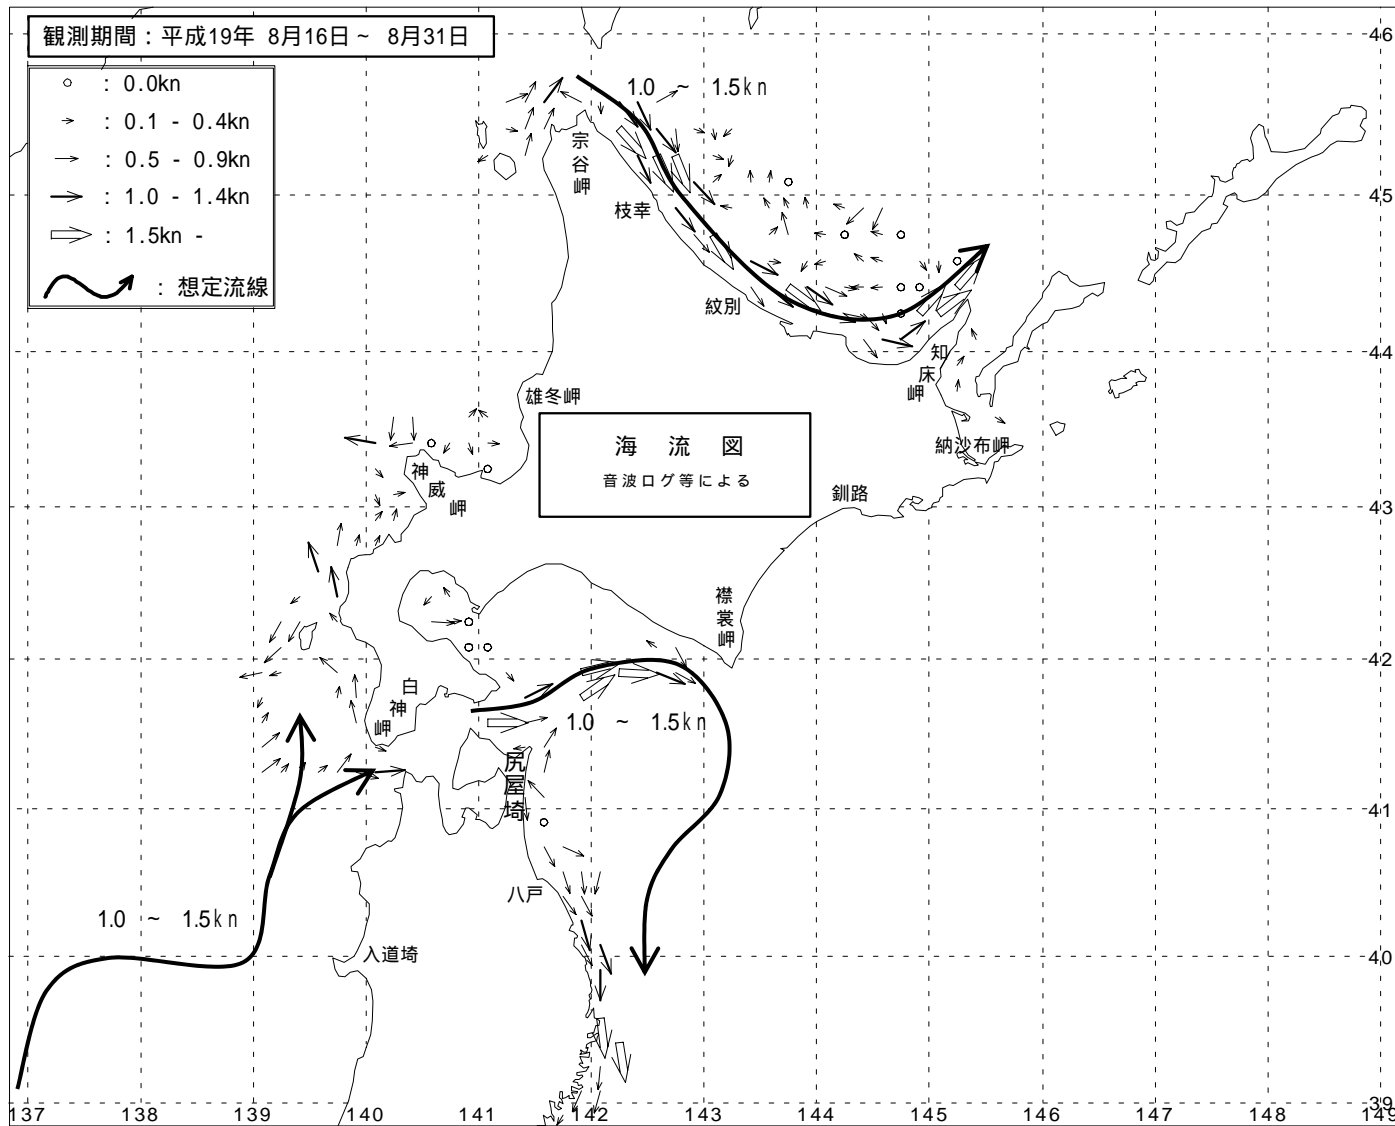 観測期間：平成19年 8月16日～ 8月31日
：0.0kn
：0.1 - 0.4kn
：0.5 - 0.9kn
：1.0 - 1.4kn
：1.5kn -
：想定流線
1.0 ～ 1.5kn
宗谷岬
枝幸
紋別
知床岬
雄冬岬
海流図
音波ログ等による
納沙布岬
神威岬
釧路
襟裳岬
白神岬
1.0 ～ 1.5kn
尻屋埼
八戸
1.0 ～ 1.5kn
入道埼
46
45
44
43
42
41
40
39
137 138 139 140 141 142 143 144 145 146 147 148 149